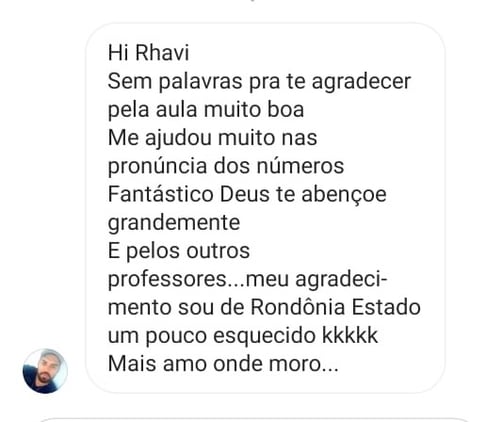 Hi Rhavi
Sem palavras pra te agradecer
pela aula muito boa
Me ajudou muito nas
pronúncia dos números
Fantástico Deus te abençoe
grandemente
E pelos outros
professores...meu agradeci-
mento sou de Rondônia Estado
um pouco esquecido kkkkk
Mais amo onde moro...